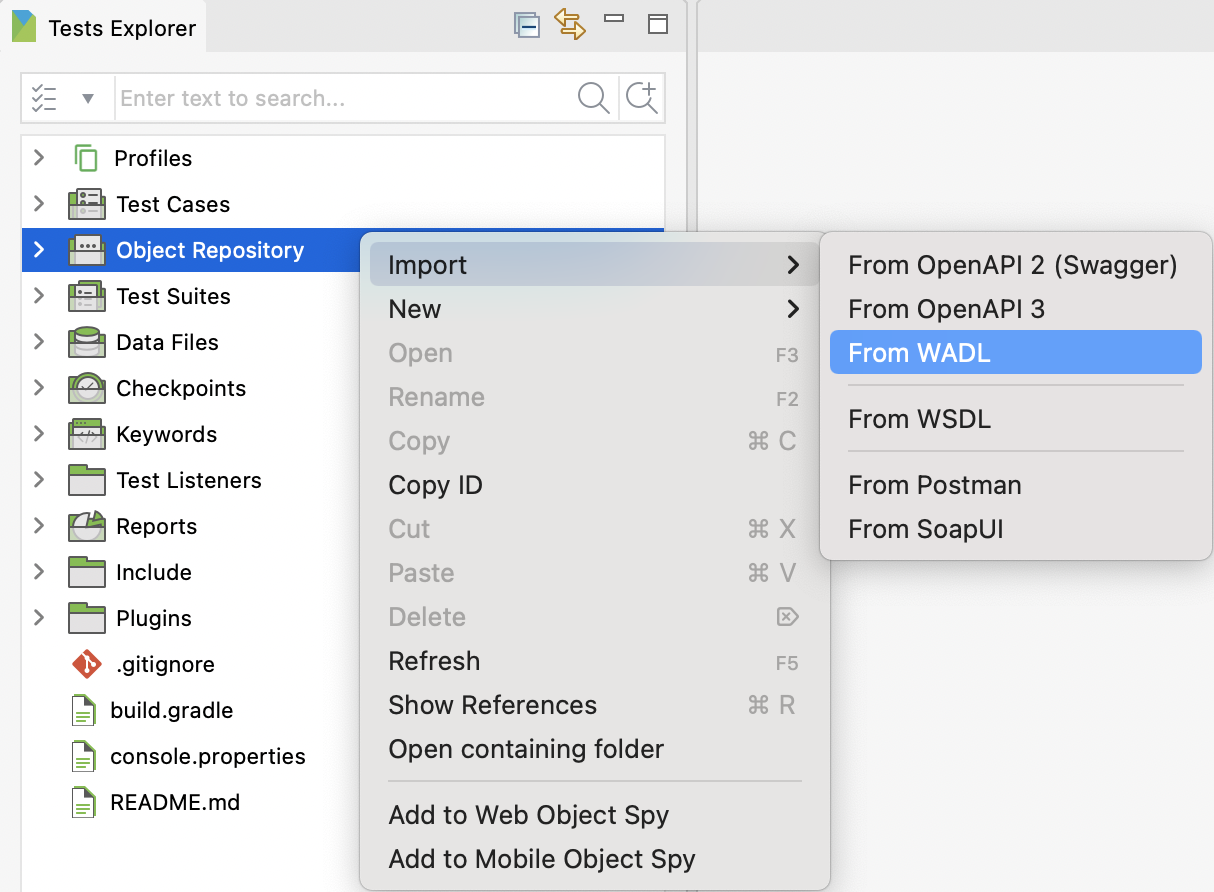 Tests Explorer
Enter text to search...
Profiles
Test Cases
Object Repository
Test Suites
Data Files
Checkpoints
Keywords
Test Listeners
Reports
Include
Plugins
.gitignore
build.gradle
console.properties
README.md
Import
New
Open F3
Rename F2
Copy ⌘ C
Copy ID
Cut ⌘ X
Paste ⌘ V
Delete ⌦
Refresh F5
Show References ⌘ R
Open containing folder
Add to Web Object Spy
Add to Mobile Object Spy
From OpenAPI 2 (Swagger)
From OpenAPI 3
From WADL
From WSDL
From Postman
From SoapUI